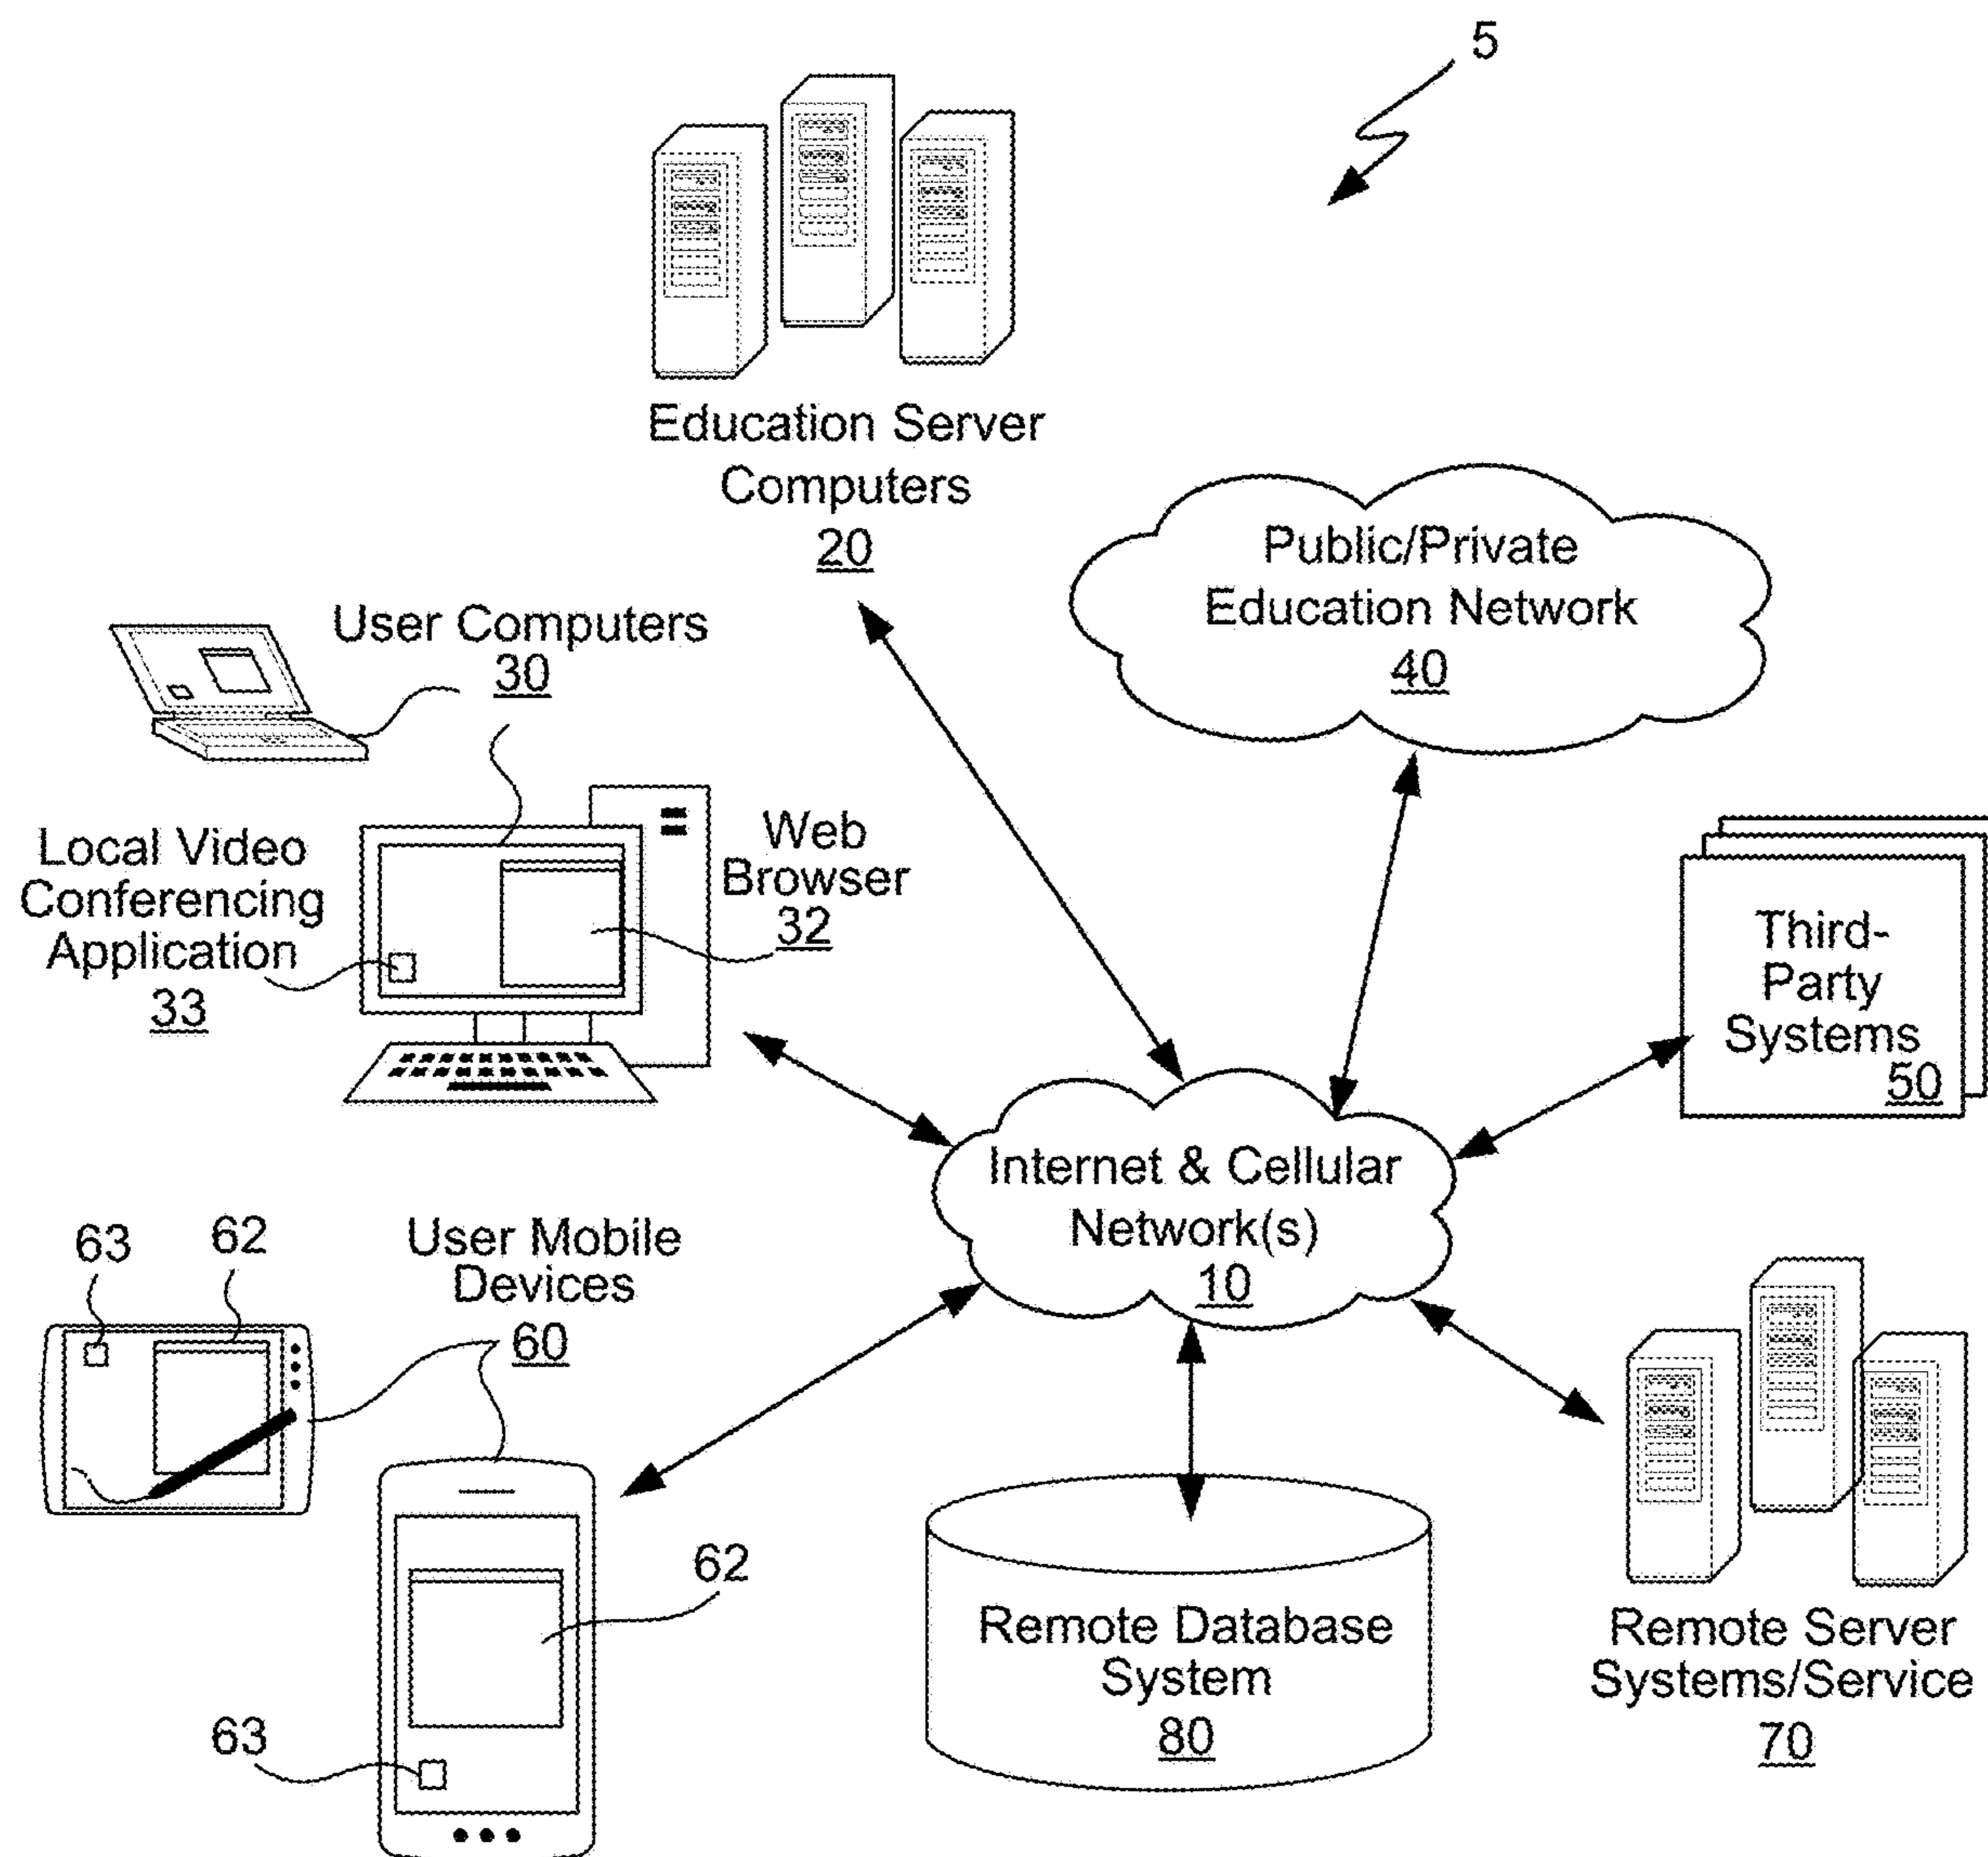 5
Education Server
Computers
20
Public/Private
Education Network
40
User Computers
30
Local Video
Conferencing
Application
33
Web
Browser
32
Third-
Party
Systems
50
Internet & Cellular
Network(s)
10
63
62
User Mobile
Devices
60
62
63
Remote Database
System
80
Remote Server
Systems/Service
70